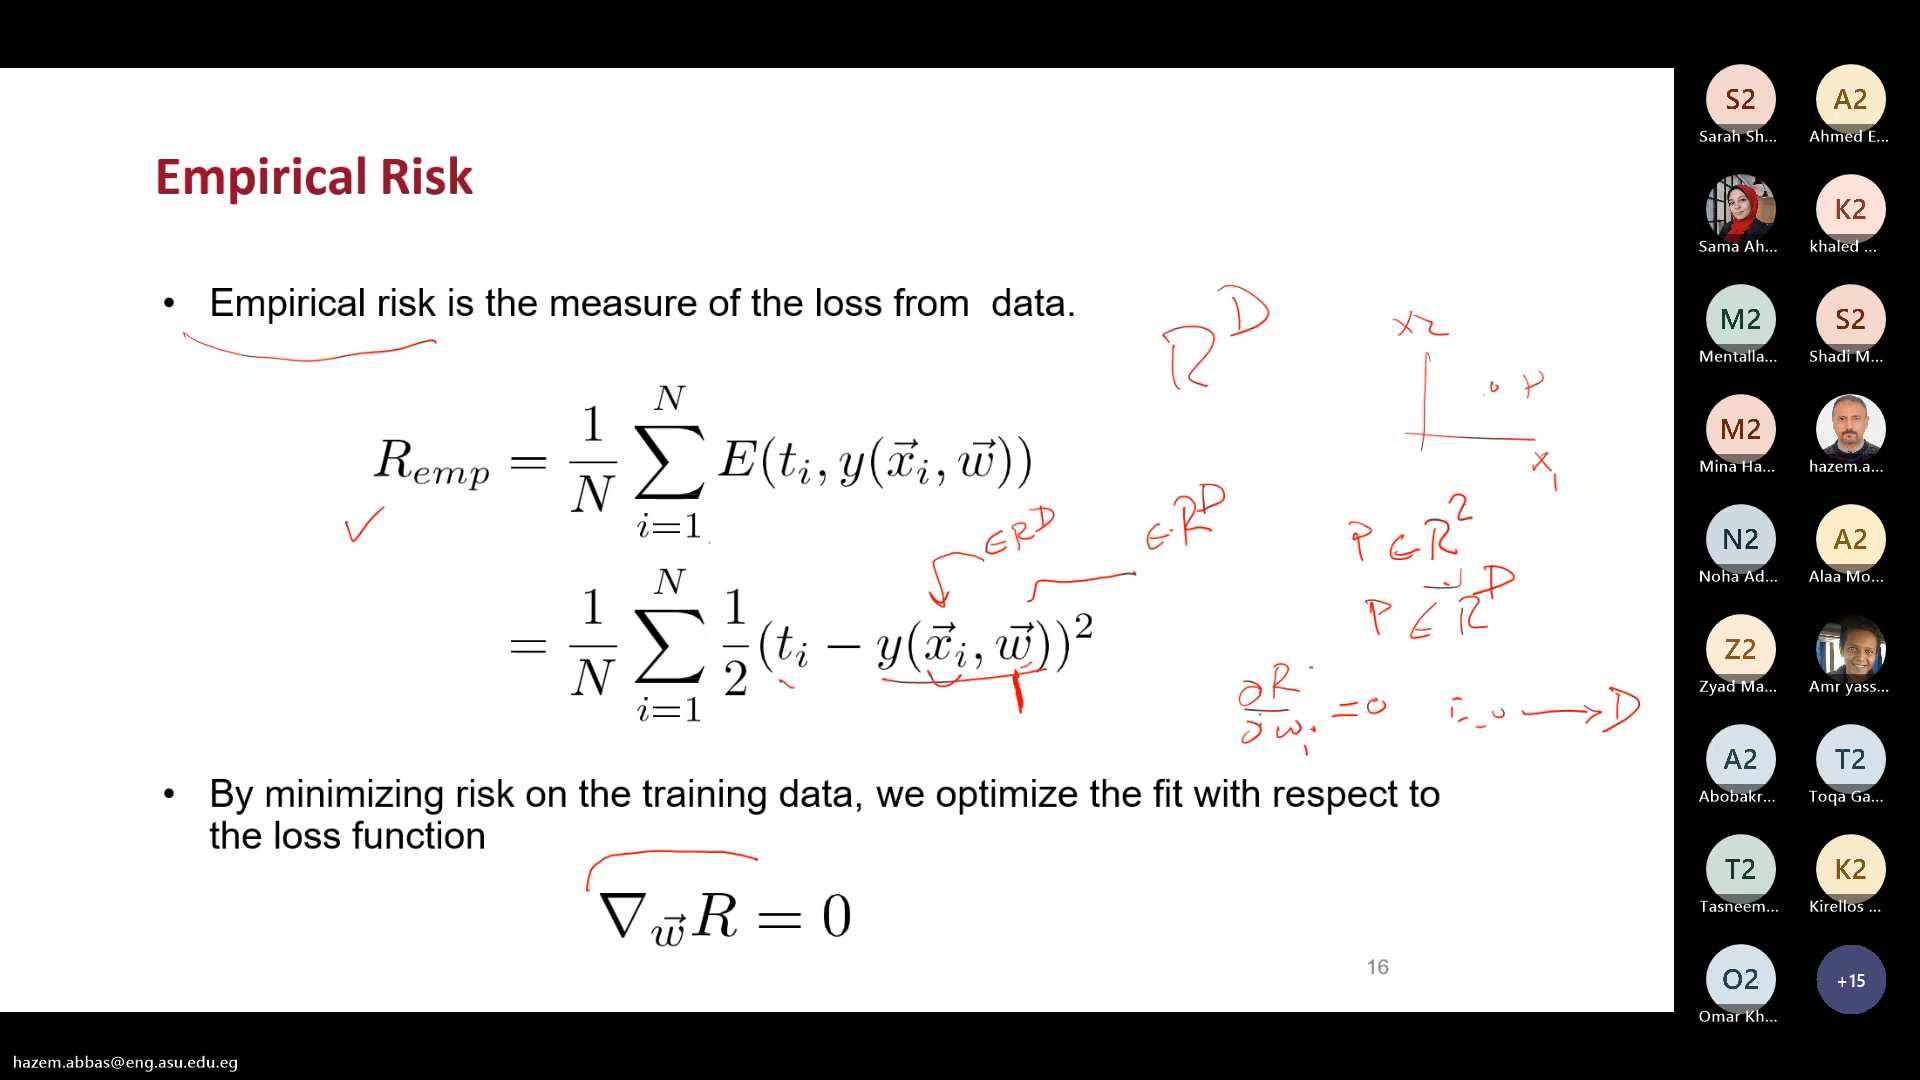 Empirical Risk
• Empirical risk is the measure of the loss from data.
R^D
x2
x1
R_emp = 1/N ∑_{i=1}^{N} E(t_i, y(x⃗_i, w⃗))
∈R^D
∈R^D
P ∈ R^2
P ∈ R^D
= 1/N ∑_{i=1}^{N} 1/2 (t_i − y(x⃗_i, w⃗))^2
∂R/∂w_i = 0 i=0 → D
• By minimizing risk on the training data, we optimize the fit with respect to
the loss function
∇_w⃗ R = 0
16
S2
A2
Sarah Sh...
Ahmed E...
K2
Sama Ah...
khaled ...
M2
S2
Mentalla...
Shadi M...
M2
Mina Ha...
hazem.a...
N2
A2
Noha Ad...
Alaa Mo...
Z2
Zyad Ma...
Amr yass...
A2
T2
Abobakr...
Toqa Ga...
T2
K2
Tasneem...
Kirellos ...
O2
+15
Omar Kh...
hazem.abbas@eng.asu.edu.eg